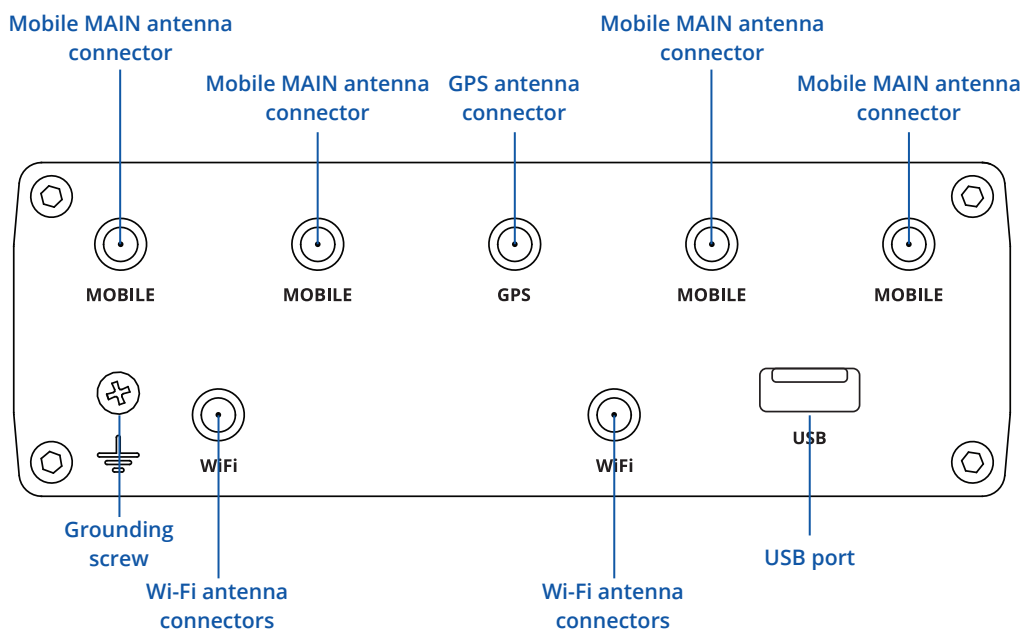 Mobile MAIN antenna
connector
Mobile MAIN antenna
connector
Mobile MAIN antenna
connector
GPS antenna
connector
Mobile MAIN antenna
connector
MOBILE
MOBILE
GPS
MOBILE
MOBILE
USB
WiFi
WiFi
Grounding
screw
USB port
Wi-Fi antenna
connectors
Wi-Fi antenna
connectors